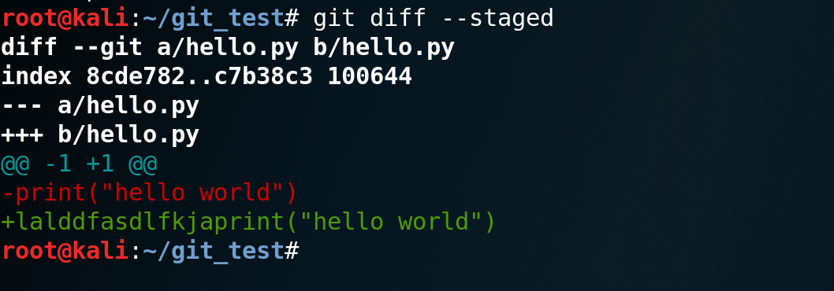 root@kali:~/git_test# git diff --staged
diff --git a/hello.py b/hello.py
index 8cde782..c7b38c3 100644
--- a/hello.py
+++ b/hello.py
@@ -1 +1 @@
-print("hello world")
+lalddfasdlfkjaprint("hello world")
root@kali:~/git_test#